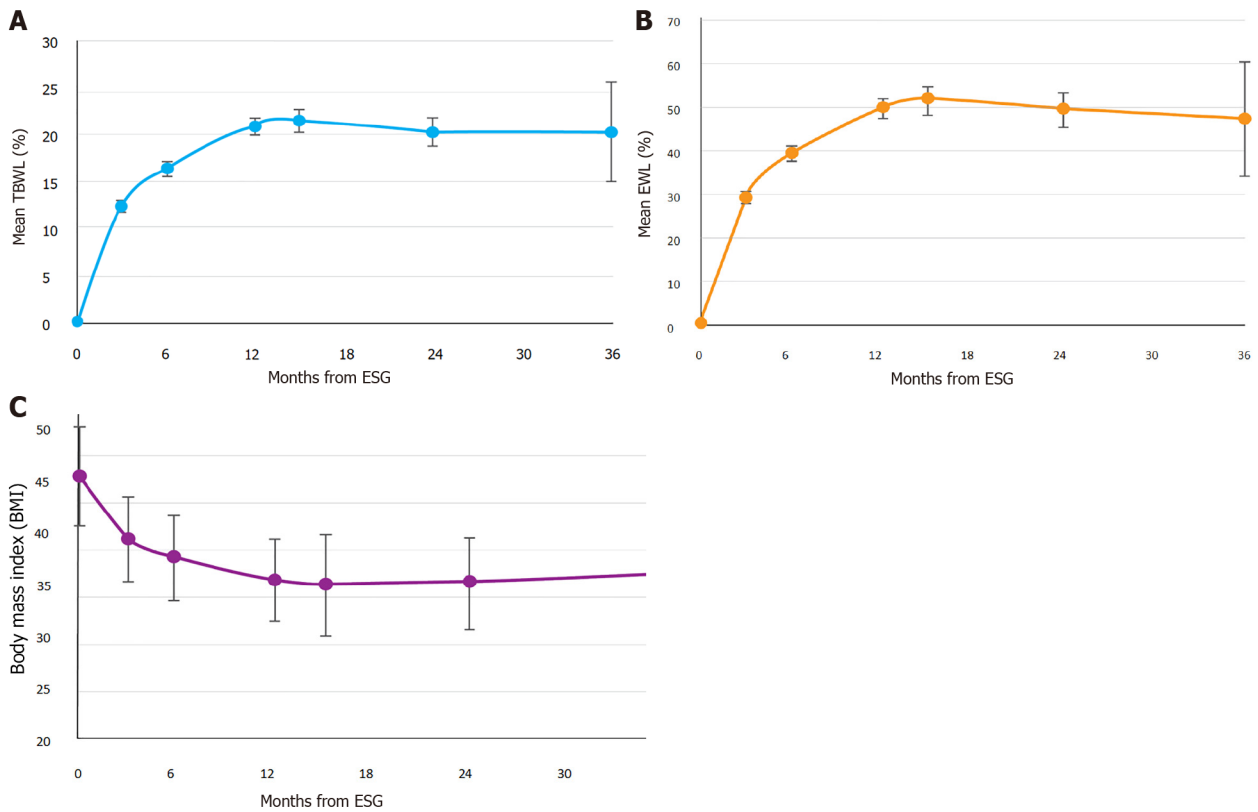 A
30
25
20
15
10
5
0
Mean TBWL (%)
0 6 12 18 24 30 36
Months from ESG
B
70
60
50
40
30
20
10
0
Mean EWL (%)
0 6 12 18 24 30 36
Months from ESG
C
50
45
40
35
30
25
20
Body mass index (BMI)
0 6 12 18 24 30
Months from ESG